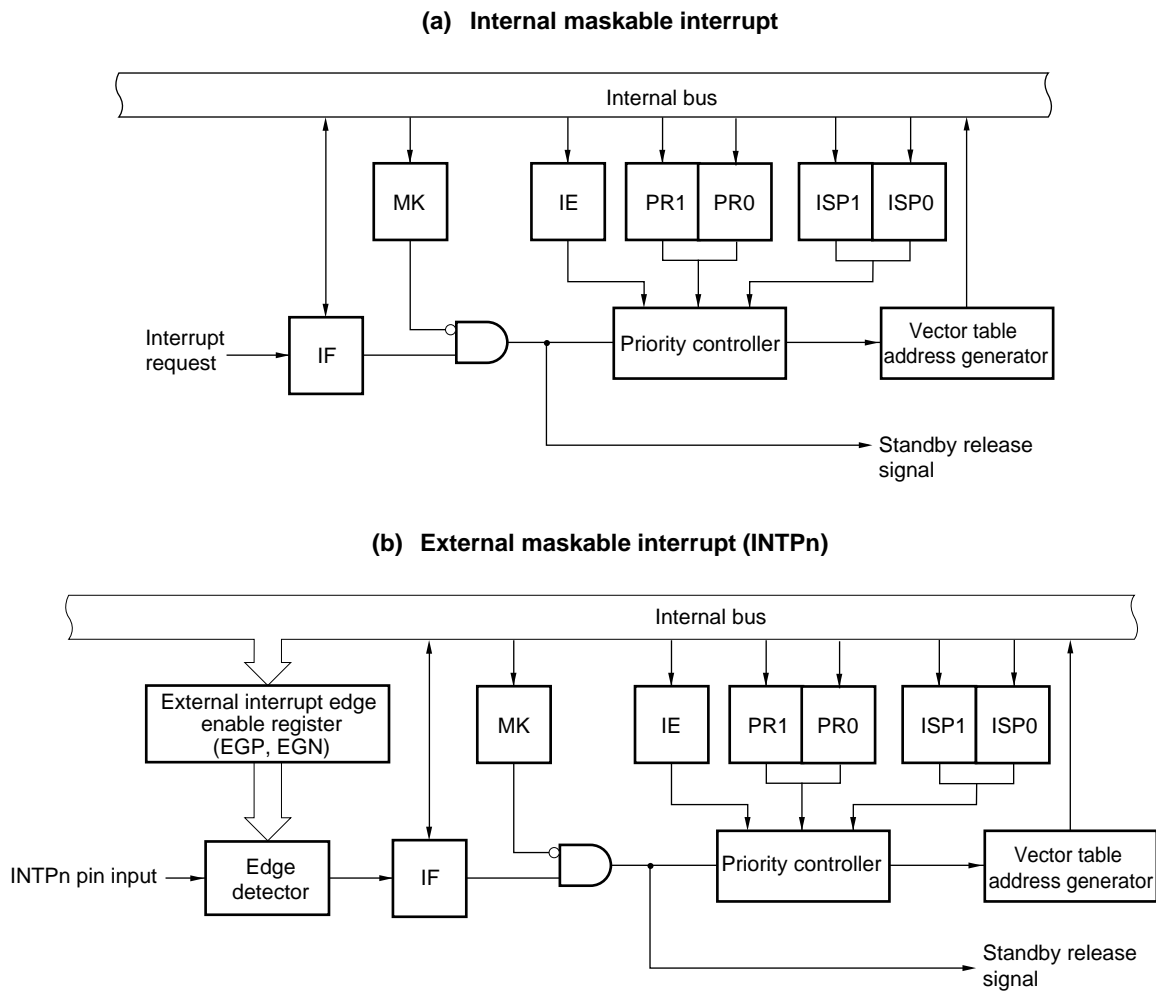 (a) Internal maskable interrupt
Internal bus
MK
IE
PR1
PR0
ISP1
ISP0
Interrupt
request
IF
Priority controller
Vector table
address generator
Standby release
signal
(b) External maskable interrupt (INTPn)
Internal bus
External interrupt edge
enable register
(EGP, EGN)
MK
IE
PR1
PR0
ISP1
ISP0
INTPn pin input
Edge
detector
IF
Priority controller
Vector table
address generator
Standby release
signal